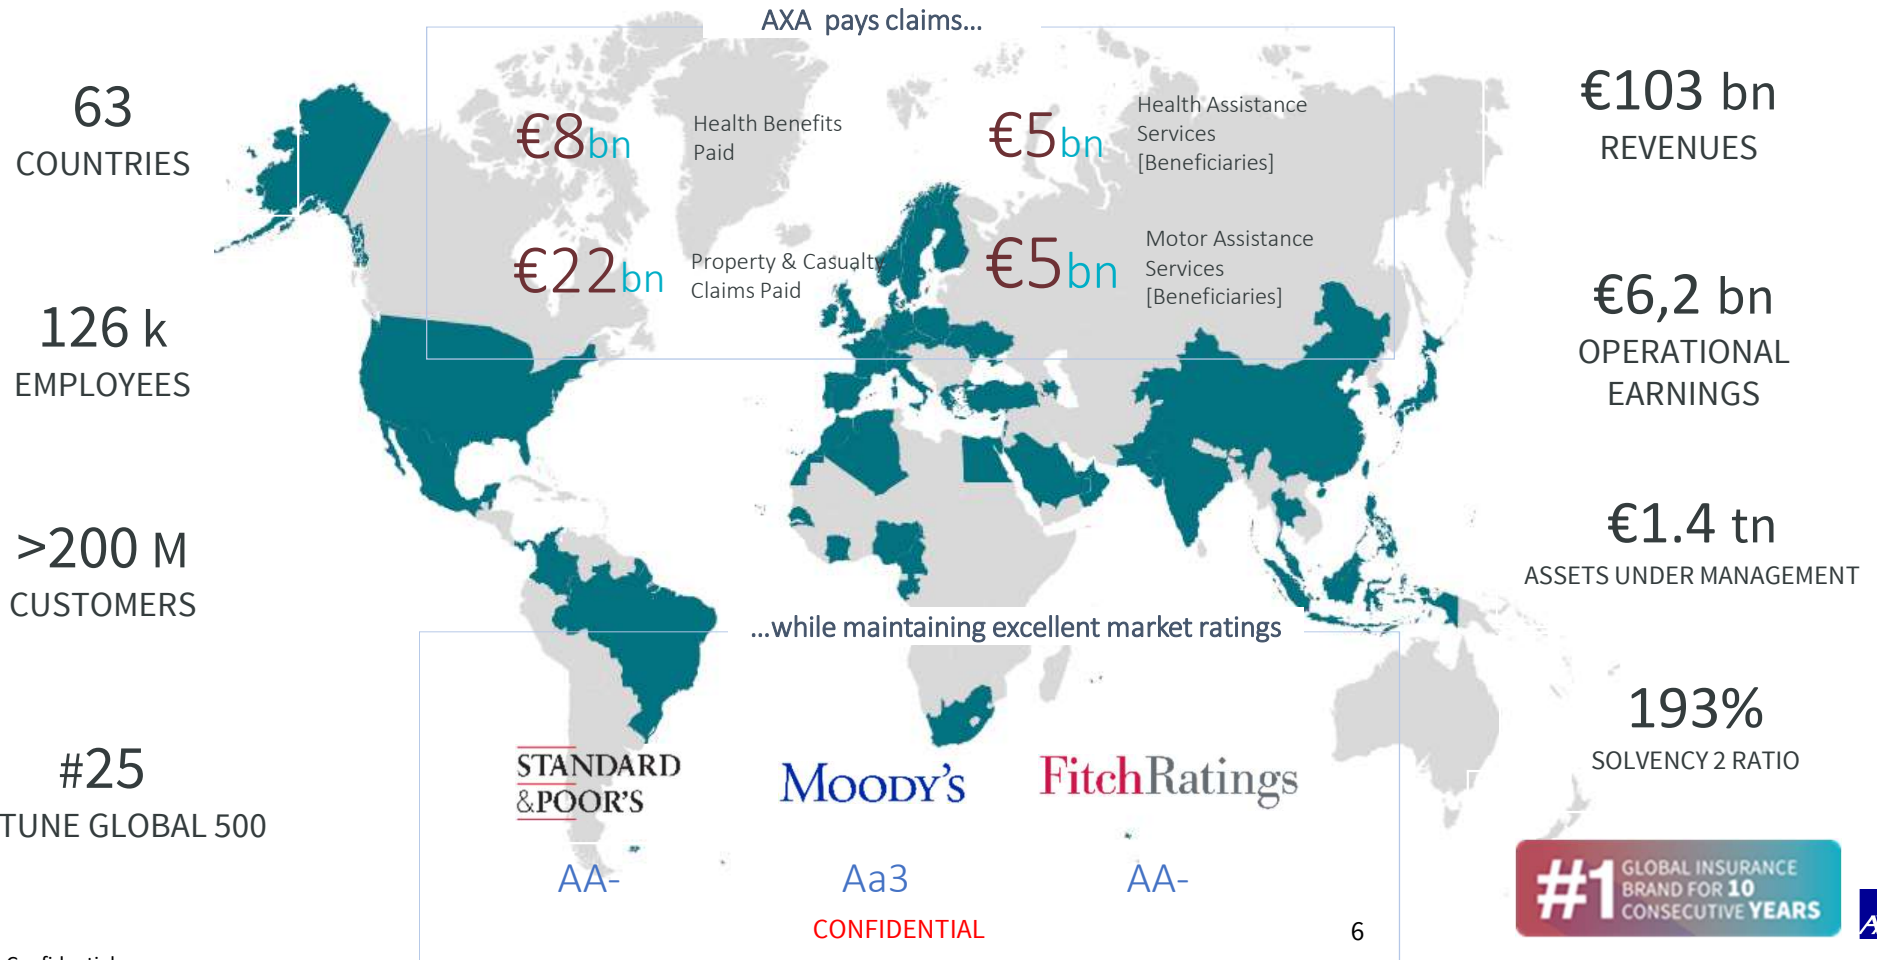 AXA pays claims...
63
COUNTRIES
126 k
EMPLOYEES
>200 M
CUSTOMERS
#25
TUNE GLOBAL 500
€8bn
Health Benefits
Paid
€5bn
Health Assistance
Services
[Beneficiaries]
€22bn
Property & Casualty
Claims Paid
€5bn
Motor Assistance
Services
[Beneficiaries]
€103 bn
REVENUES
€6,2 bn
OPERATIONAL
EARNINGS
€1.4 tn
ASSETS UNDER MANAGEMENT
193%
SOLVENCY 2 RATIO
...while maintaining excellent market ratings
STANDARD
&POOR'S
MOODY'S
FitchRatings
AA-
Aa3
AA-
CONFIDENTIAL
6
#1
GLOBAL INSURANCE
BRAND FOR 10
CONSECUTIVE YEARS